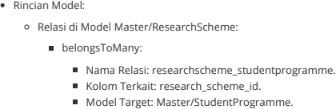 Rincian Model:
Relasi di Model Master/ResearchScheme:
belongsToMany:
Nama Relasi: researchscheme_studentprogramme.
Kolom Terkait: research_scheme_id.
Model Target: Master/StudentProgramme.